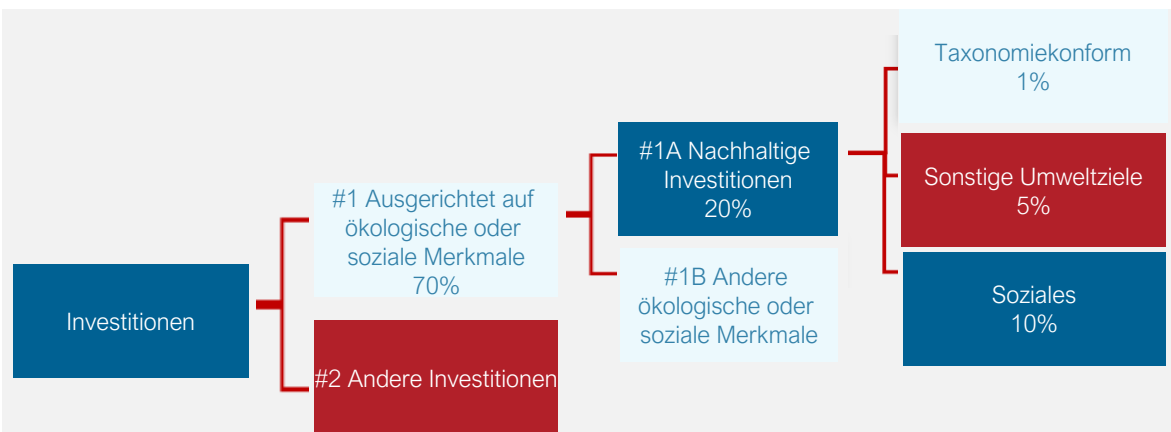 Investitionen
#1 Ausgerichtet auf
ökologische oder
soziale Merkmale
70%
#2 Andere Investitionen
#1A Nachhaltige
Investitionen
20%
#1B Andere
ökologische oder
soziale Merkmale
Taxonomiekonform
1%
Sonstige Umweltziele
5%
Soziales
10%